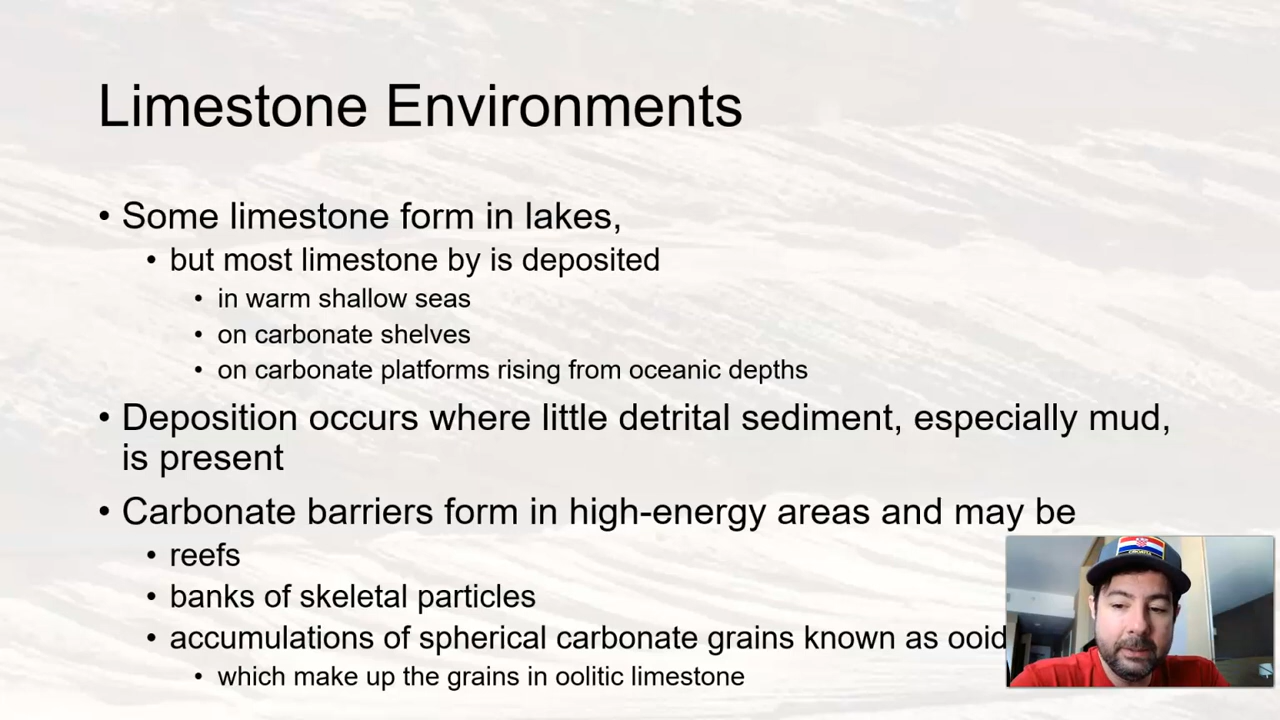 Limestone Environments
• Some limestone form in lakes,
• but most limestone by is deposited
• in warm shallow seas
• on carbonate shelves
• on carbonate platforms rising from oceanic depths
• Deposition occurs where little detrital sediment, especially mud,
is present
• Carbonate barriers form in high-energy areas and may be
• reefs
• banks of skeletal particles
• accumulations of spherical carbonate grains known as ooid
• which make up the grains in oolitic limestone
CROATIA